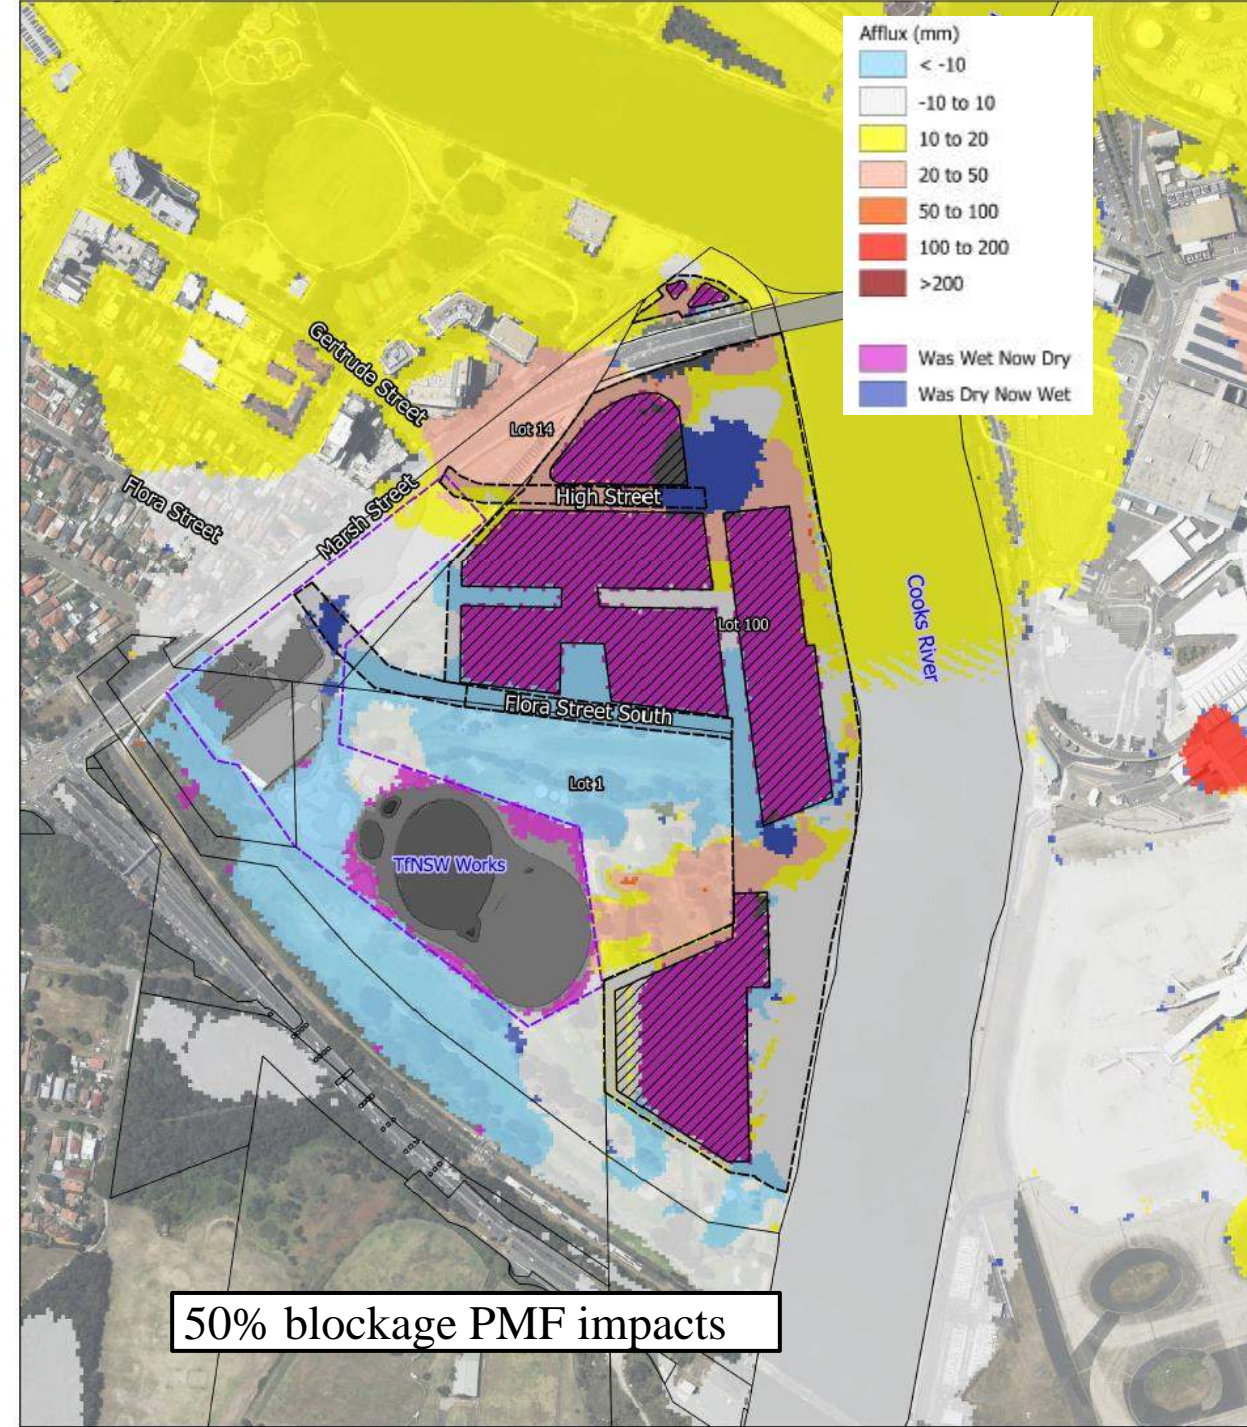 Afflux (mm)
< -10
-10 to 10
10 to 20
20 to 50
50 to 100
100 to 200
>200
Was Wet Now Dry
Was Dry Now Wet
Gertrude Street
Lot 14
Flora Street
Marsh Street
High Street
Cooks River
Lot 100
Flora Street South
Lot 1
TfNSW Works
50% blockage PMF impacts